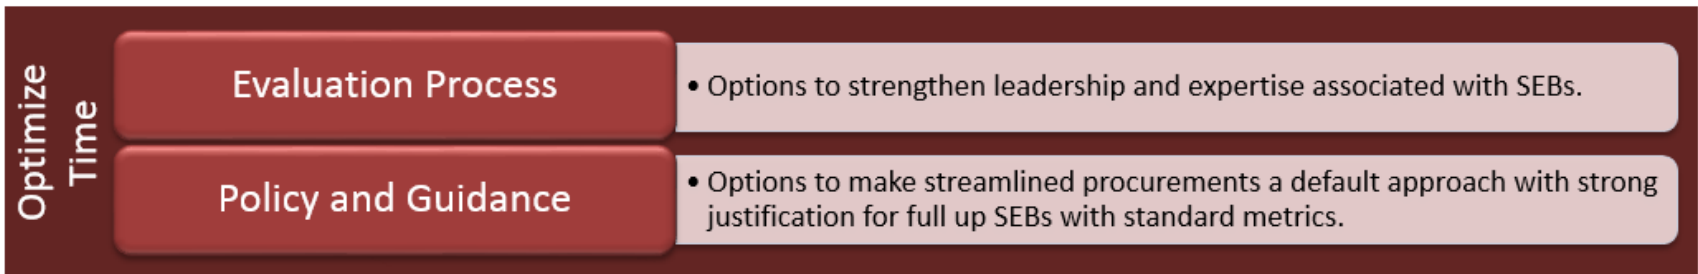 Optimize
Time
Evaluation Process
• Options to strengthen leadership and expertise associated with SEBs.
Policy and Guidance
• Options to make streamlined procurements a default approach with strong
justification for full up SEBs with standard metrics.